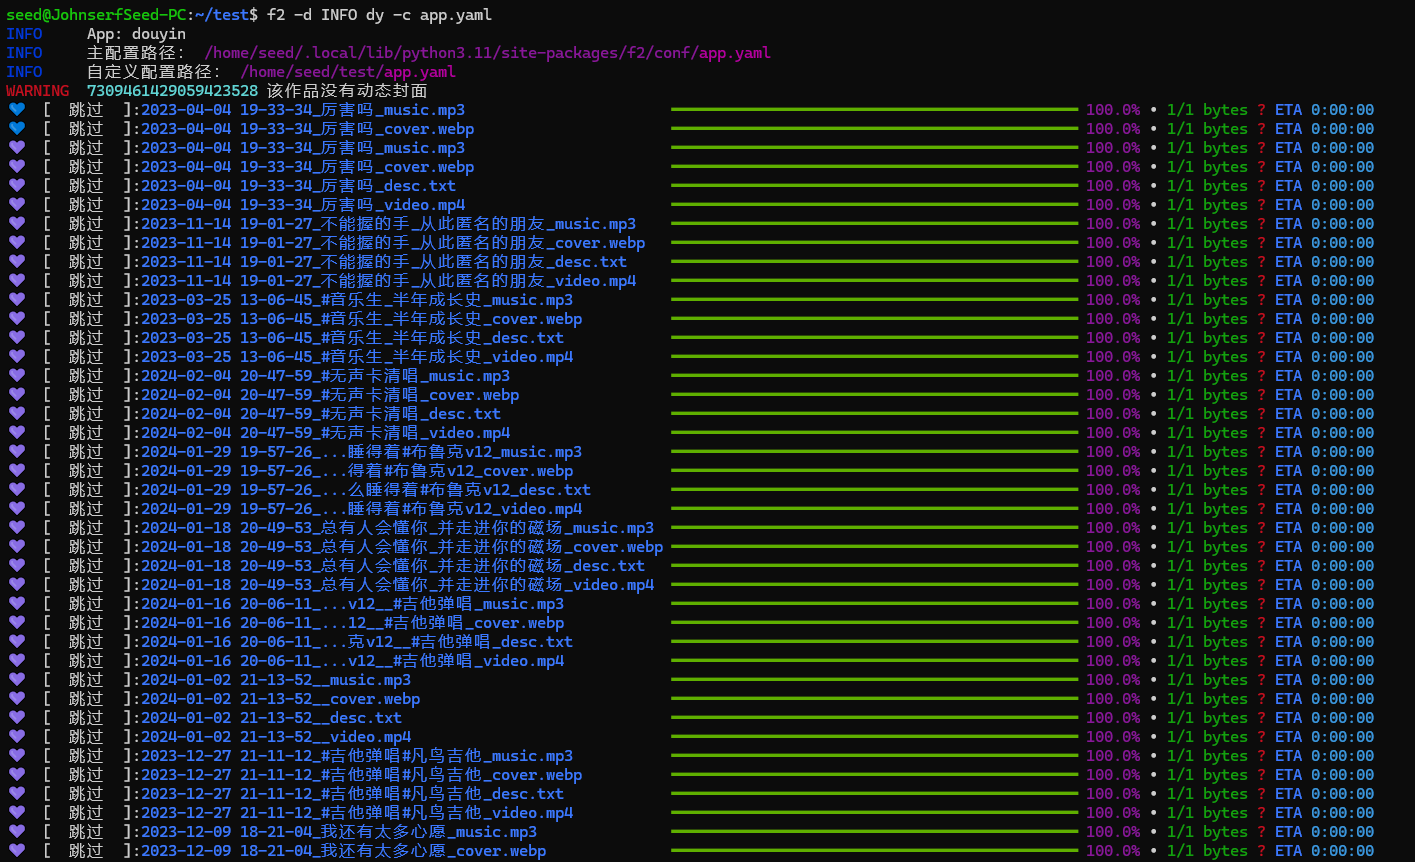 seed@JohnserfSeed-PC:~/test$ f2 -d INFO dy -c app.yaml
INFO App: douyin
INFO 主配置路径： /home/seed/.local/lib/python3.11/site-packages/f2/conf/app.yaml
INFO 自定义配置路径： /home/seed/test/app.yaml
WARNING 7309461429059423528 该作品没有动态封面
💙 [ 跳过 ]:2023-04-04 19-33-34_厉害吗_music.mp3 100.0% • 1/1 bytes ? ETA 0:00:00
💙 [ 跳过 ]:2023-04-04 19-33-34_厉害吗_cover.webp 100.0% • 1/1 bytes ? ETA 0:00:00
💜 [ 跳过 ]:2023-04-04 19-33-34_厉害吗_music.mp3 100.0% • 1/1 bytes ? ETA 0:00:00
💜 [ 跳过 ]:2023-04-04 19-33-34_厉害吗_cover.webp 100.0% • 1/1 bytes ? ETA 0:00:00
💜 [ 跳过 ]:2023-04-04 19-33-34_厉害吗_desc.txt 100.0% • 1/1 bytes ? ETA 0:00:00
💜 [ 跳过 ]:2023-04-04 19-33-34_厉害吗_video.mp4 100.0% • 1/1 bytes ? ETA 0:00:00
💜 [ 跳过 ]:2023-11-14 19-01-27_不能握的手_从此匿名的朋友_music.mp3 100.0% • 1/1 bytes ? ETA 0:00:00
💜 [ 跳过 ]:2023-11-14 19-01-27_不能握的手_从此匿名的朋友_cover.webp 100.0% • 1/1 bytes ? ETA 0:00:00
💜 [ 跳过 ]:2023-11-14 19-01-27_不能握的手_从此匿名的朋友_desc.txt 100.0% • 1/1 bytes ? ETA 0:00:00
💜 [ 跳过 ]:2023-11-14 19-01-27_不能握的手_从此匿名的朋友_video.mp4 100.0% • 1/1 bytes ? ETA 0:00:00
💜 [ 跳过 ]:2023-03-25 13-06-45_#音乐生_半年成长史_music.mp3 100.0% • 1/1 bytes ? ETA 0:00:00
💜 [ 跳过 ]:2023-03-25 13-06-45_#音乐生_半年成长史_cover.webp 100.0% • 1/1 bytes ? ETA 0:00:00
💜 [ 跳过 ]:2023-03-25 13-06-45_#音乐生_半年成长史_desc.txt 100.0% • 1/1 bytes ? ETA 0:00:00
💜 [ 跳过 ]:2023-03-25 13-06-45_#音乐生_半年成长史_video.mp4 100.0% • 1/1 bytes ? ETA 0:00:00
💜 [ 跳过 ]:2024-02-04 20-47-59_#无声卡清唱_music.mp3 100.0% • 1/1 bytes ? ETA 0:00:00
💜 [ 跳过 ]:2024-02-04 20-47-59_#无声卡清唱_cover.webp 100.0% • 1/1 bytes ? ETA 0:00:00
💜 [ 跳过 ]:2024-02-04 20-47-59_#无声卡清唱_desc.txt 100.0% • 1/1 bytes ? ETA 0:00:00
💜 [ 跳过 ]:2024-02-04 20-47-59_#无声卡清唱_video.mp4 100.0% • 1/1 bytes ? ETA 0:00:00
💜 [ 跳过 ]:2024-01-29 19-57-26_...睡得着#布鲁克v12_music.mp3 100.0% • 1/1 bytes ? ETA 0:00:00
💜 [ 跳过 ]:2024-01-29 19-57-26_...得着#布鲁克v12_cover.webp 100.0% • 1/1 bytes ? ETA 0:00:00
💜 [ 跳过 ]:2024-01-29 19-57-26_...么睡得着#布鲁克v12_desc.txt 100.0% • 1/1 bytes ? ETA 0:00:00
💜 [ 跳过 ]:2024-01-29 19-57-26_...睡得着#布鲁克v12_video.mp4 100.0% • 1/1 bytes ? ETA 0:00:00
💜 [ 跳过 ]:2024-01-18 20-49-53_总有人会懂你_并走进你的磁场_music.mp3 100.0% • 1/1 bytes ? ETA 0:00:00
💜 [ 跳过 ]:2024-01-18 20-49-53_总有人会懂你_并走进你的磁场_cover.webp 100.0% • 1/1 bytes ? ETA 0:00:00
💜 [ 跳过 ]:2024-01-18 20-49-53_总有人会懂你_并走进你的磁场_desc.txt 100.0% • 1/1 bytes ? ETA 0:00:00
💜 [ 跳过 ]:2024-01-18 20-49-53_总有人会懂你_并走进你的磁场_video.mp4 100.0% • 1/1 bytes ? ETA 0:00:00
💜 [ 跳过 ]:2024-01-16 20-06-11_...v12__#吉他弹唱_music.mp3 100.0% • 1/1 bytes ? ETA 0:00:00
💜 [ 跳过 ]:2024-01-16 20-06-11_...12__#吉他弹唱_cover.webp 100.0% • 1/1 bytes ? ETA 0:00:00
💜 [ 跳过 ]:2024-01-16 20-06-11_...克v12__#吉他弹唱_desc.txt 100.0% • 1/1 bytes ? ETA 0:00:00
💜 [ 跳过 ]:2024-01-16 20-06-11_...v12__#吉他弹唱_video.mp4 100.0% • 1/1 bytes ? ETA 0:00:00
💜 [ 跳过 ]:2024-01-02 21-13-52__music.mp3 100.0% • 1/1 bytes ? ETA 0:00:00
💜 [ 跳过 ]:2024-01-02 21-13-52__cover.webp 100.0% • 1/1 bytes ? ETA 0:00:00
💜 [ 跳过 ]:2024-01-02 21-13-52__desc.txt 100.0% • 1/1 bytes ? ETA 0:00:00
💜 [ 跳过 ]:2024-01-02 21-13-52__video.mp4 100.0% • 1/1 bytes ? ETA 0:00:00
💜 [ 跳过 ]:2023-12-27 21-11-12_#吉他弹唱#凡鸟吉他_music.mp3 100.0% • 1/1 bytes ? ETA 0:00:00
💜 [ 跳过 ]:2023-12-27 21-11-12_#吉他弹唱#凡鸟吉他_cover.webp 100.0% • 1/1 bytes ? ETA 0:00:00
💜 [ 跳过 ]:2023-12-27 21-11-12_#吉他弹唱#凡鸟吉他_desc.txt 100.0% • 1/1 bytes ? ETA 0:00:00
💜 [ 跳过 ]:2023-12-27 21-11-12_#吉他弹唱#凡鸟吉他_video.mp4 100.0% • 1/1 bytes ? ETA 0:00:00
💜 [ 跳过 ]:2023-12-09 18-21-04_我还有太多心愿_music.mp3 100.0% • 1/1 bytes ? ETA 0:00:00
💜 [ 跳过 ]:2023-12-09 18-21-04_我还有太多心愿_cover.webp 100.0% • 1/1 bytes ? ETA 0:00:00